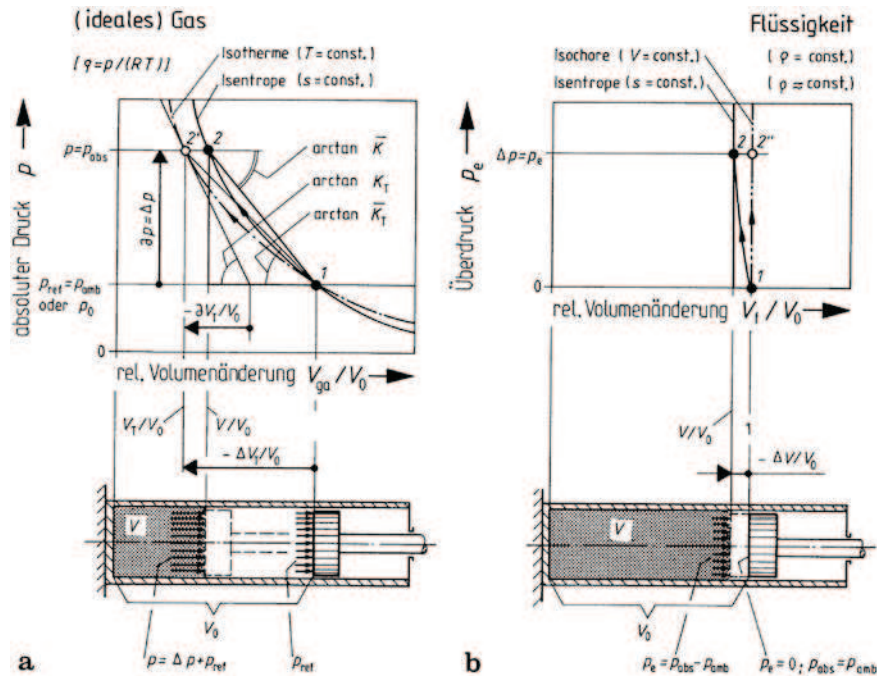 (ideales) Gas
[ϱ=p/(RT)]
Isotherme (T=const.)
Isentrope (s=const.)
absoluter Druck p
p=p_abs
∂p=Δp
p_ref=p_amb
oder p_0
0
2'
2
1
arctan K̅
arctan K_T
arctan K̅_T
-∂V_T/V_0
rel. Volumenänderung V_ga/V_0
V_T/V_0
V/V_0
-ΔV_T/V_0
V
V_0
p=Δp+p_ref
p_ref
a
Flüssigkeit
Isochore (V=const.) (ϱ=const.)
Isentrope (s=const.) (ϱ≈const.)
Überdruck p_e
Δp=p_e
0
2
2"
1
rel. Volumenänderung V_1/V_0
V/V_0
1
-ΔV/V_0
V
V_0
p_e=p_abs-p_amb
p_e=0; p_abs=p_amb
b